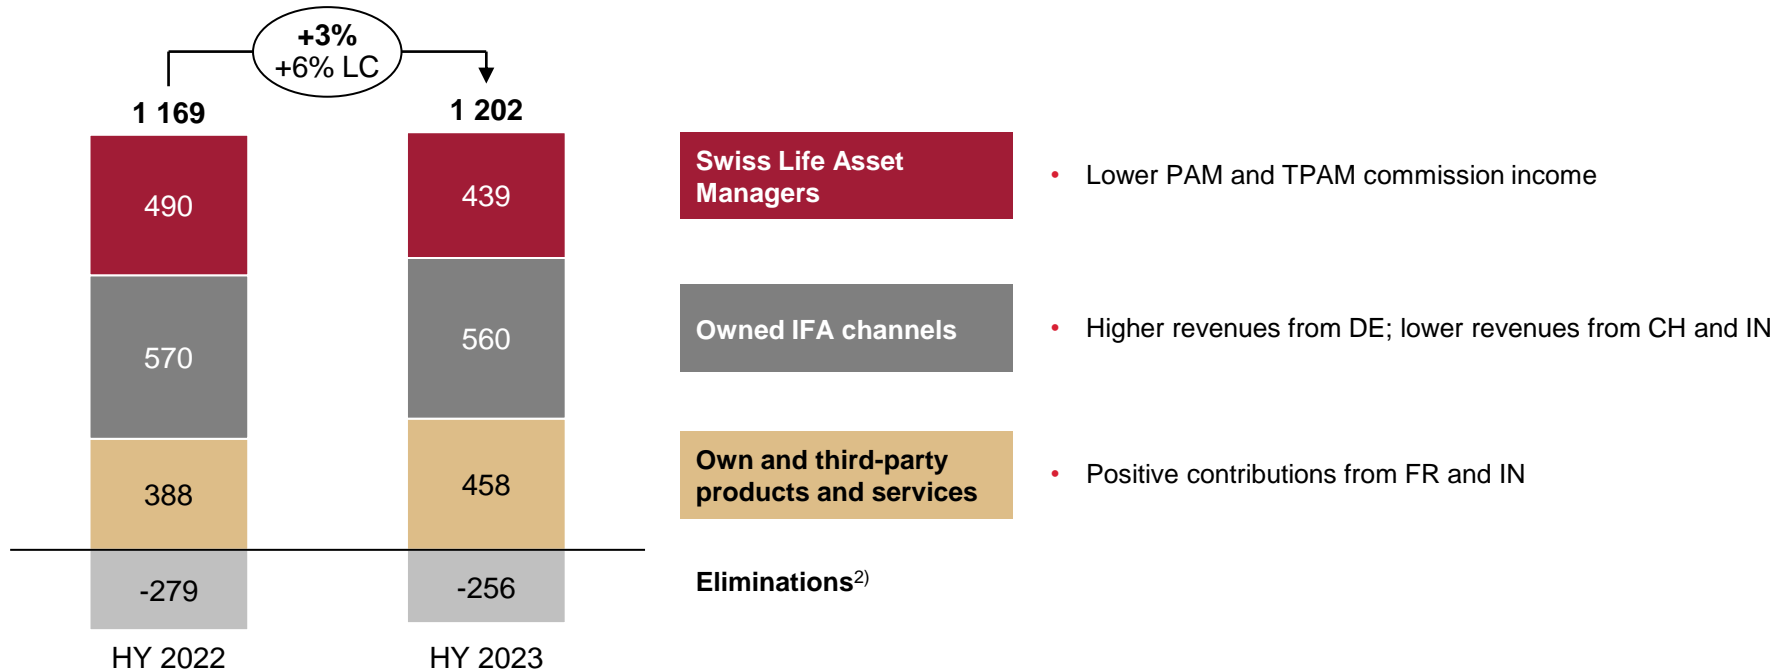 +3%
+6% LC
1 169
1 202
490
439
570
560
388
458
-279
-256
HY 2022
HY 2023
Swiss Life Asset
Managers
• Lower PAM and TPAM commission income
Owned IFA channels
• Higher revenues from DE; lower revenues from CH and IN
Own and third-party
products and services
• Positive contributions from FR and IN
Eliminations2)